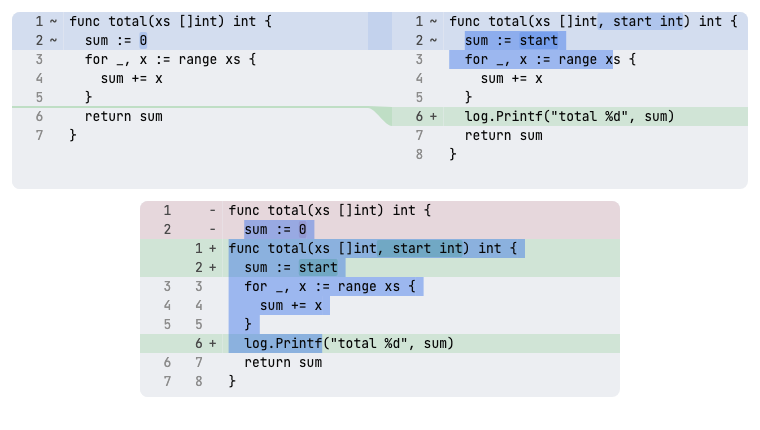 1 ~ func total(xs []int) int {
2 ~   sum := 0
3     for _, x := range xs {
4       sum += x
5     }
6     return sum
7   }
1 ~ func total(xs []int, start int) {
2 ~   sum := start
3     for _, x := range xs {
4       sum += x
5     }
6 +   log.Printf("total %d", sum)
7     return sum
8   }
1     - func total(xs []int) int {
2     -   sum := 0
    1 + func total(xs []int, start int) int {
    2 +   sum := start
3   3     for _, x := range xs {
4   4       sum += x
5   5     }
    6 +   log.Printf("total %d", sum)
6   7     return sum
7   8   }